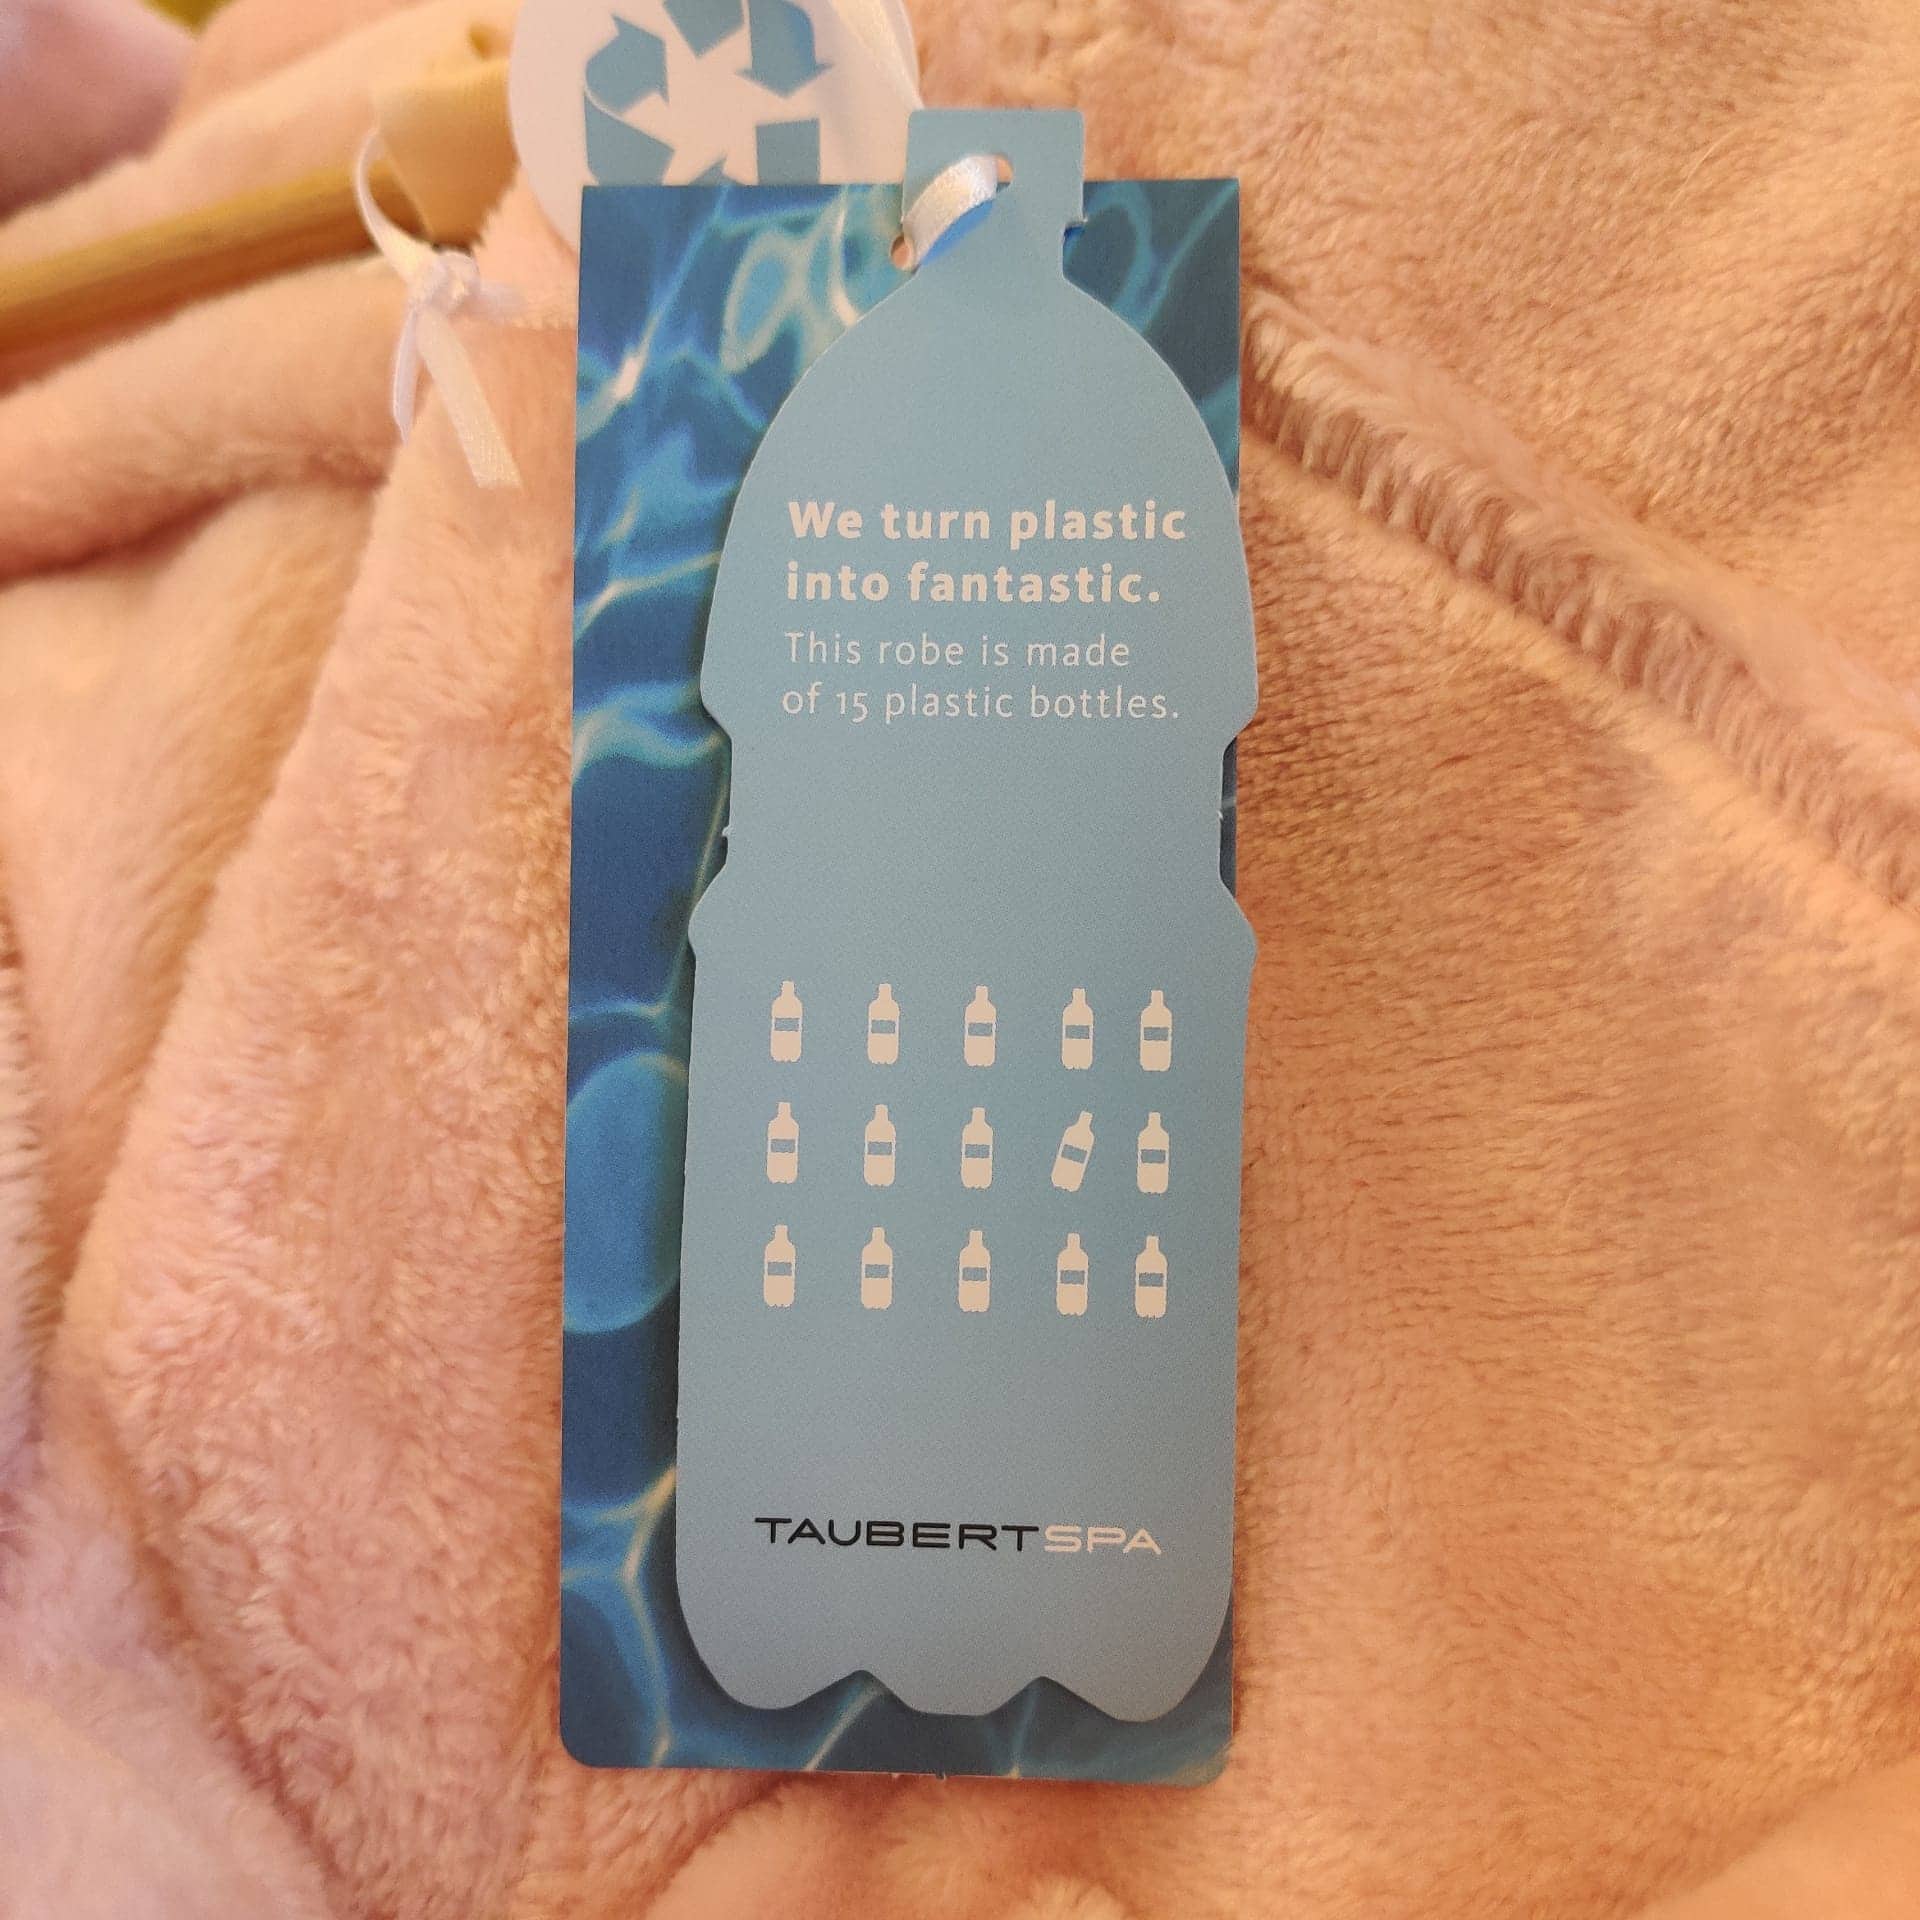 We turn plastic
into fantastic.
This robe is made
of 15 plastic bottles.
TAUBERTSPA